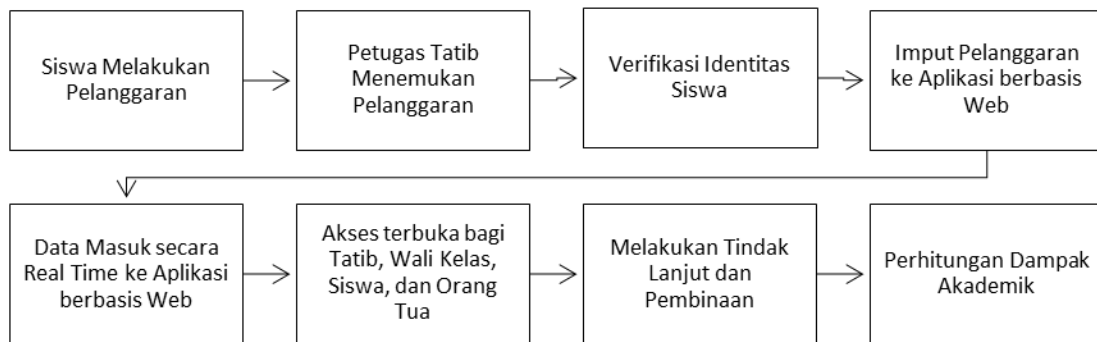 Siswa Melakukan
Pelanggaran
Petugas Tatib
Menemukan
Pelanggaran
Verifikasi Identitas
Siswa
Imput Pelanggaran
ke Aplikasi berbasis
Web
Data Masuk secara
Real Time ke Aplikasi
berbasis Web
Akses terbuka bagi
Tatib, Wali Kelas,
Siswa, dan Orang
Tua
Melakukan Tindak
Lanjut dan
Pembinaan
Perhitungan Dampak
Akademik